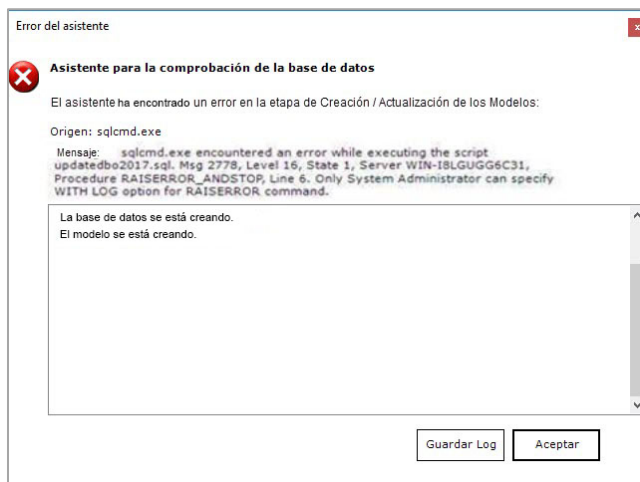 Error del asistente
x
Asistente para la comprobación de la base de datos
El asistente ha encontrado un error en la etapa de Creación / Actualización de los Modelos:
Origen: sqlcmd.exe
Mensaje: sqlcmd.exe encountered an error while executing the script
updatedbo2017.sql. Msg 2778, Level 16, State 1, Server WIN-I8LGUGG6C31,
Procedure RAISERROR_ANDSTOP, Line 6. Only System Administrator can specify
WITH LOG option for RAISERROR command.
La base de datos se está creando.
El modelo se está creando.
Guardar Log Aceptar